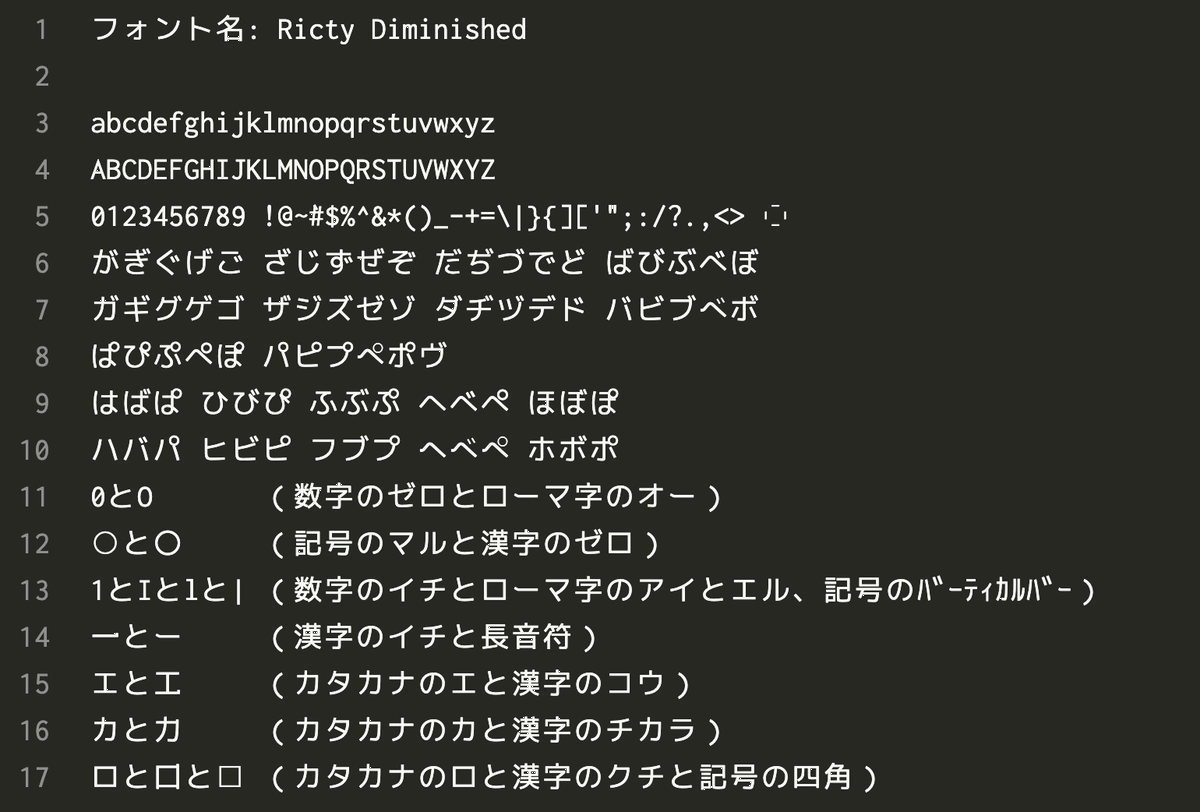 1 フォント名: Ricty Diminished
2
3 abcdefghijklmnopqrstuvwxyz
4 ABCDEFGHIJKLMNOPQRSTUVWXYZ
5 0123456789 !@~#$%^&*()_-+=\|}{]['";:/?.,<> 
6 がぎぐげご ざじずぜぞ だぢづでど ばびぶべぼ
7 ガギグゲゴ ザジズゼゾ ダヂヅデド バビブベボ
8 ぱぴぷぺぽ パピプペポヴ
9 はばぱ ひびぴ ふぶぷ へべぺ ほぼぽ
10 ハバパ ヒビピ フブプ ヘベペ ホボポ
11 0とO （数字のゼロとローマ字のオー）
12 ○と〇 （記号のマルと漢字のゼロ）
13 1とIとlと| （数字のイチとローマ字のアイとエル、記号のﾊﾞｰﾃｨｶﾙﾊﾞｰ）
14 一とー （漢字のイチと長音符）
15 エと工 （カタカナのエと漢字のコウ）
16 カと力 （カタカナのカと漢字のチカラ）
17 ロと口と□ （カタカナのロと漢字のクチと記号の四角）